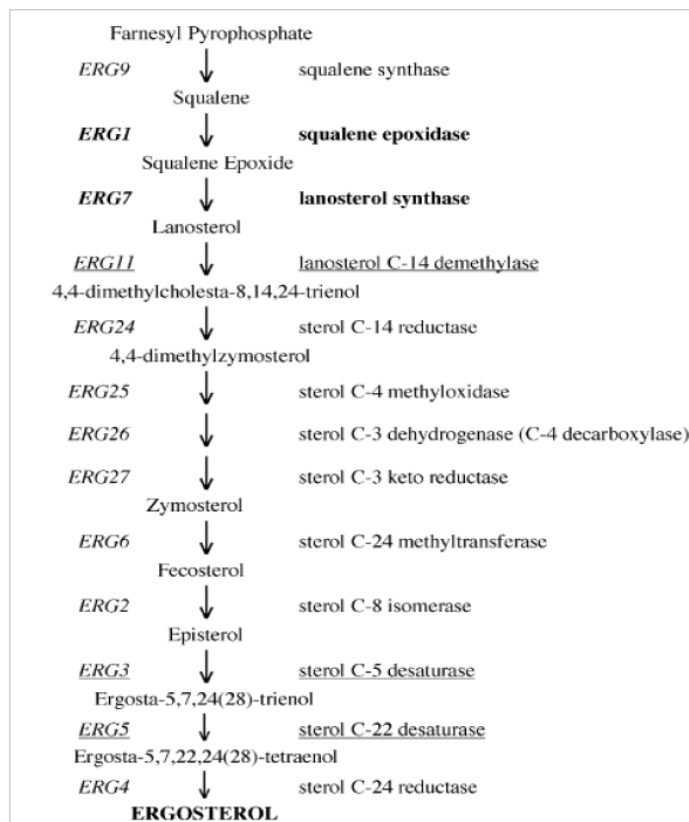 Farnesyl Pyrophosphate
ERG9 squalene synthase
Squalene
ERG1 squalene epoxidase
Squalene Epoxide
ERG7 lanosterol synthase
Lanosterol
ERG11 lanosterol C-14 demethylase
4,4-dimethylcholesta-8,14,24-trienol
ERG24 sterol C-14 reductase
4,4-dimethylzymosterol
ERG25 sterol C-4 methyloxidase
ERG26 sterol C-3 dehydrogenase (C-4 decarboxylase)
ERG27 sterol C-3 keto reductase
Zymosterol
ERG6 sterol C-24 methyltransferase
Fecosterol
ERG2 sterol C-8 isomerase
Episterol
ERG3 sterol C-5 desaturase
Ergosta-5,7,24(28)-trienol
ERG5 sterol C-22 desaturase
Ergosta-5,7,22,24(28)-tetraenol
ERG4 sterol C-24 reductase
ERGOSTEROL